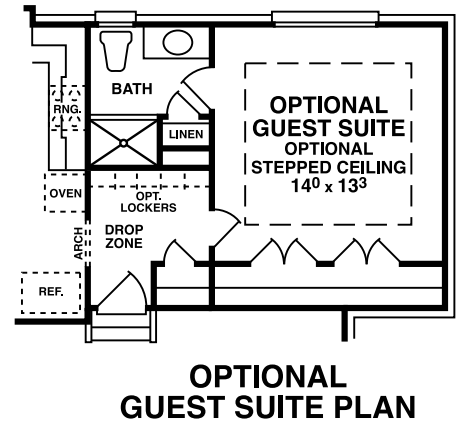 BATH
RNG.
LINEN
OPTIONAL
GUEST SUITE
OPTIONAL
STEPPED CEILING
14⁰ x 13³
OVEN
OPT.
LOCKERS
ARCH
DROP
ZONE
REF.
OPTIONAL
GUEST SUITE PLAN